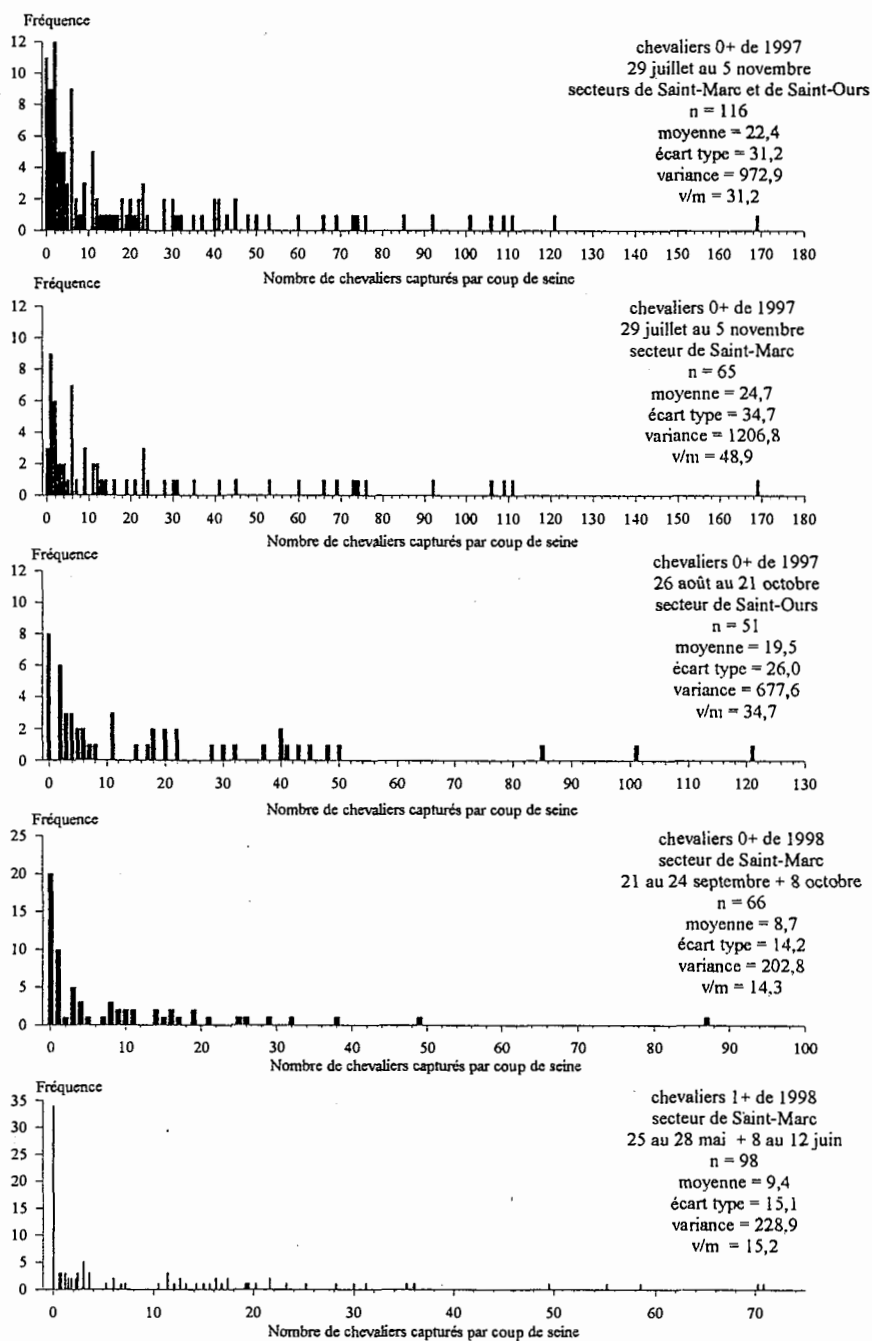 Fréquence
12
10
8
6
4
2
0
chevaliers 0+ de 1997
29 juillet au 5 novembre
secteurs de Saint-Marc et de Saint-Ours
n = 116
moyenne = 22,4
écart type = 31,2
variance = 972,9
v/m = 31,2
0 10 20 30 40 50 60 70 80 90 100 110 120 130 140 150 160 170 180
Nombre de chevaliers capturés par coup de seine
Fréquence
12
10
8
6
4
2
0
chevaliers 0+ de 1997
29 juillet au 5 novembre
secteur de Saint-Marc
n = 65
moyenne = 24,7
écart type = 34,7
variance = 1206,8
v/m = 48,9
0 10 20 30 40 50 60 70 80 90 100 110 120 130 140 150 160 170 180
Nombre de chevaliers capturés par coup de seine
Fréquence
12
10
8
6
4
2
0
chevaliers 0+ de 1997
26 août au 21 octobre
secteur de Saint-Ours
n = 51
moyenne = 19,5
écart type = 26,0
variance = 677,6
v/m = 34,7
0 10 20 30 40 50 60 70 80 90 100 110 120 130
Nombre de chevaliers capturés par coup de seine
Fréquence
25
20
15
10
5
0
chevaliers 0+ de 1998
secteur de Saint-Marc
21 au 24 septembre + 8 octobre
n = 66
moyenne = 8,7
écart type = 14,2
variance = 202,8
v/m = 14,3
0 10 20 30 40 50 60 70 80 90 100
Nombre de chevaliers capturés par coup de seine
Fréquence
35
30
25
20
15
10
5
0
chevaliers 1+ de 1998
secteur de Saint-Marc
25 au 28 mai + 8 au 12 juin
n = 98
moyenne = 9,4
écart type = 15,1
variance = 228,9
v/m = 15,2
0 10 20 30 40 50 60 70
Nombre de chevaliers capturés par coup de seine